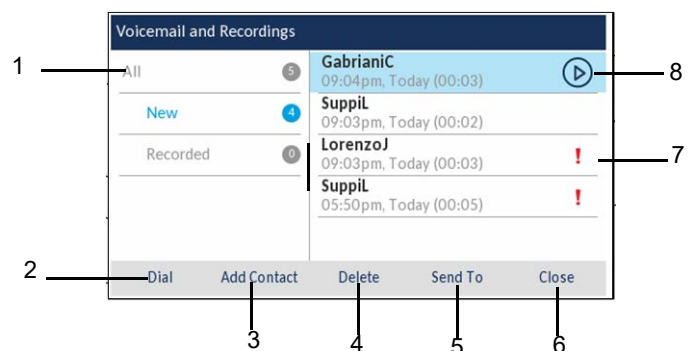 Voicemail and Recordings
1
All 5
New 4
Recorded 0
GabrianiC
09:04pm, Today (00:03)
8
SuppiL
09:03pm, Today (00:02)
LorenzoJ
09:03pm, Today (00:03) !
7
SuppiL
05:50pm, Today (00:05) !
2
Dial Add Contact Delete Send To Close
3 4 5 6